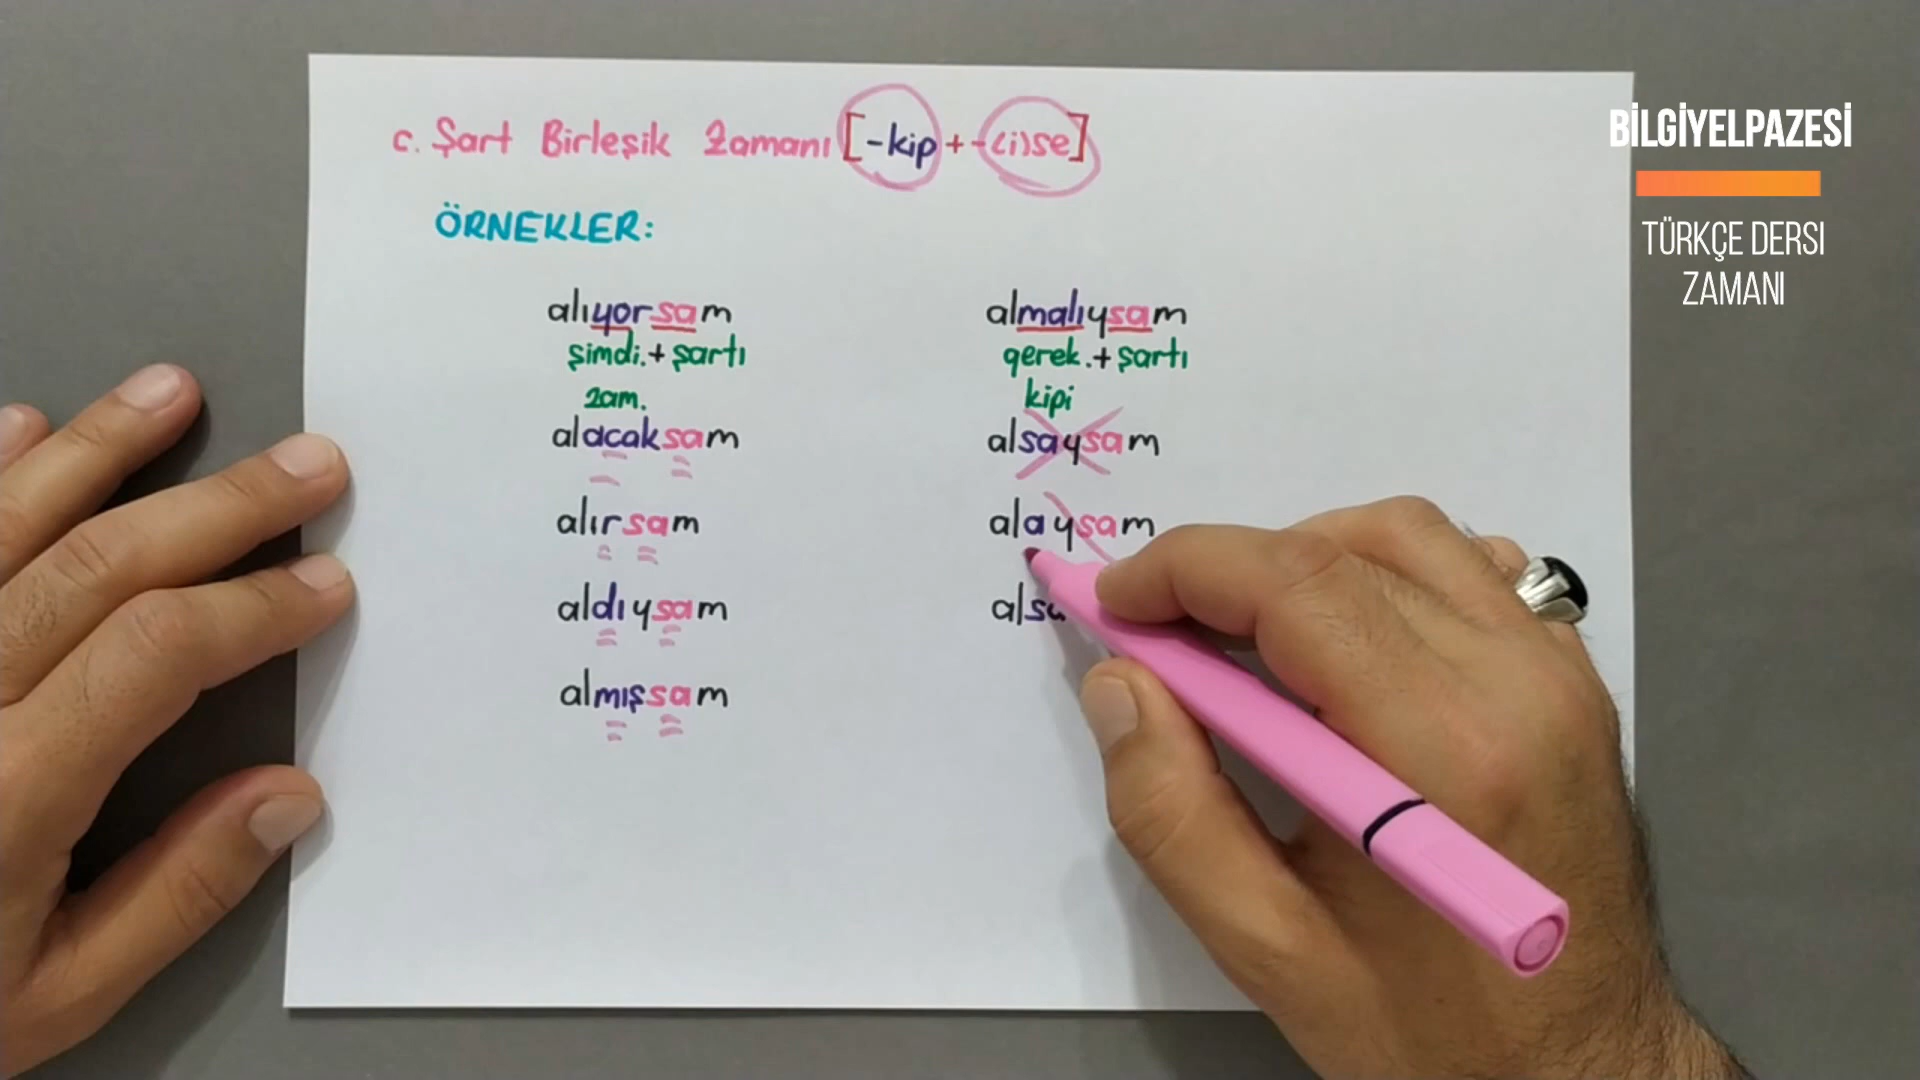 c. Şart Birleşik Zamanı [-kip + -(i)se]
ÖRNEKLER:
alıyorsam
şimdi. + şartı
zam.
alacaksam
alırsam
aldıysam
almışsam
almalıysam
gerek. + şartı
kipi
alsaysam
alaysam
BİLGİYELPAZESİ
TÜRKÇE DERSI
ZAMANI